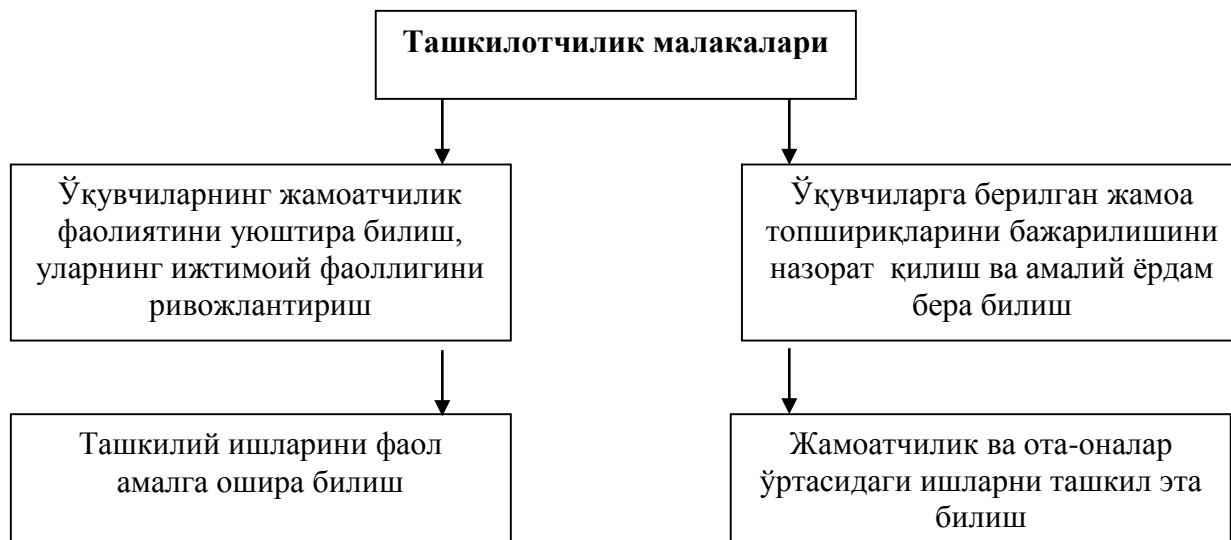 Ташкилотчилик малакалари
Ўқувчиларнинг жамоатчилик
фаолиятини уюштира билиш,
уларнинг ижтимоий фаоллигини
ривожлантириш
Ўқувчиларга берилган жамоа
топшириқларини бажарилишини
назорат қилиш ва амалий ёрдам
бера билиш
Ташкилий ишларини фаол
амалга ошира билиш
Жамоатчилик ва ота-оналар
ўртасидаги ишларни ташкил эта
билиш